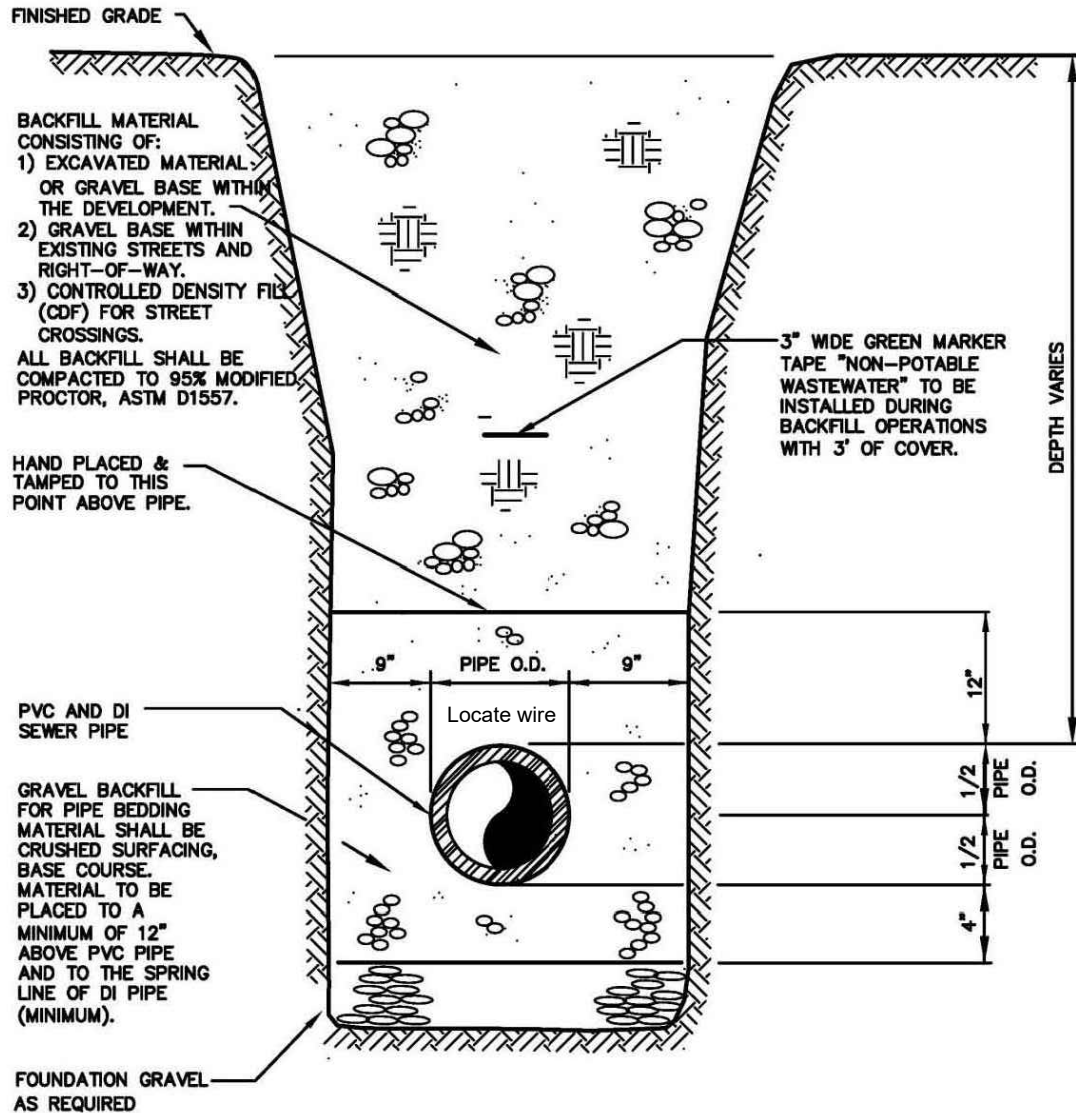 FINISHED GRADE
BACKFILL MATERIAL
CONSISTING OF:
1) EXCAVATED MATERIAL
OR GRAVEL BASE WITHIN
THE DEVELOPMENT.
2) GRAVEL BASE WITHIN
EXISTING STREETS AND
RIGHT-OF-WAY.
3) CONTROLLED DENSITY FILL
(CDF) FOR STREET
CROSSINGS.
ALL BACKFILL SHALL BE
COMPACTED TO 95% MODIFIED
PROCTOR, ASTM D1557.
3" WIDE GREEN MARKER
TAPE "NON-POTABLE
WASTEWATER" TO BE
INSTALLED DURING
BACKFILL OPERATIONS
WITH 3' OF COVER.
DEPTH VARIES
HAND PLACED &
TAMPED TO THIS
POINT ABOVE PIPE.
9"
PIPE O.D.
9"
12"
Locate wire
PVC AND DI
SEWER PIPE
1/2 PIPE
O.D.
1/2 PIPE
O.D.
4"
GRAVEL BACKFILL
FOR PIPE BEDDING
MATERIAL SHALL BE
CRUSHED SURFACING,
BASE COURSE.
MATERIAL TO BE
PLACED TO A
MINIMUM OF 12"
ABOVE PVC PIPE
AND TO THE SPRING
LINE OF DI PIPE
(MINIMUM).
FOUNDATION GRAVEL
AS REQUIRED